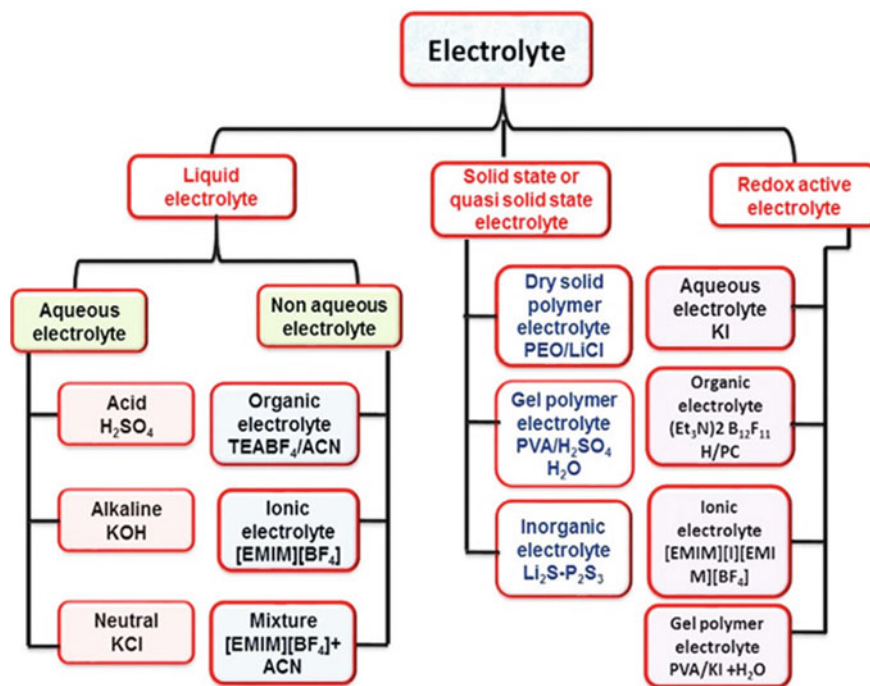 Electrolyte
Liquid
electrolyte
Solid state or
quasi solid state
electrolyte
Redox active
electrolyte
Aqueous
electrolyte
Non aqueous
electrolyte
Acid
H₂SO₄
Alkaline
KOH
Neutral
KCl
Organic
electrolyte
TEABF₄/ACN
Ionic
electrolyte
[EMIM][BF₄]
Mixture
[EMIM][BF₄]+
ACN
Dry solid
polymer
electrolyte
PEO/LiCl
Gel polymer
electrolyte
PVA/H₂SO₄
H₂O
Inorganic
electrolyte
Li₂S-P₂S₃
Aqueous
electrolyte
KI
Organic
electrolyte
(Et₃N)2 B₁₂F₁₁
H/PC
Ionic
electrolyte
[EMIM][I][EMI
M][BF₄]
Gel polymer
electrolyte
PVA/KI +H₂O